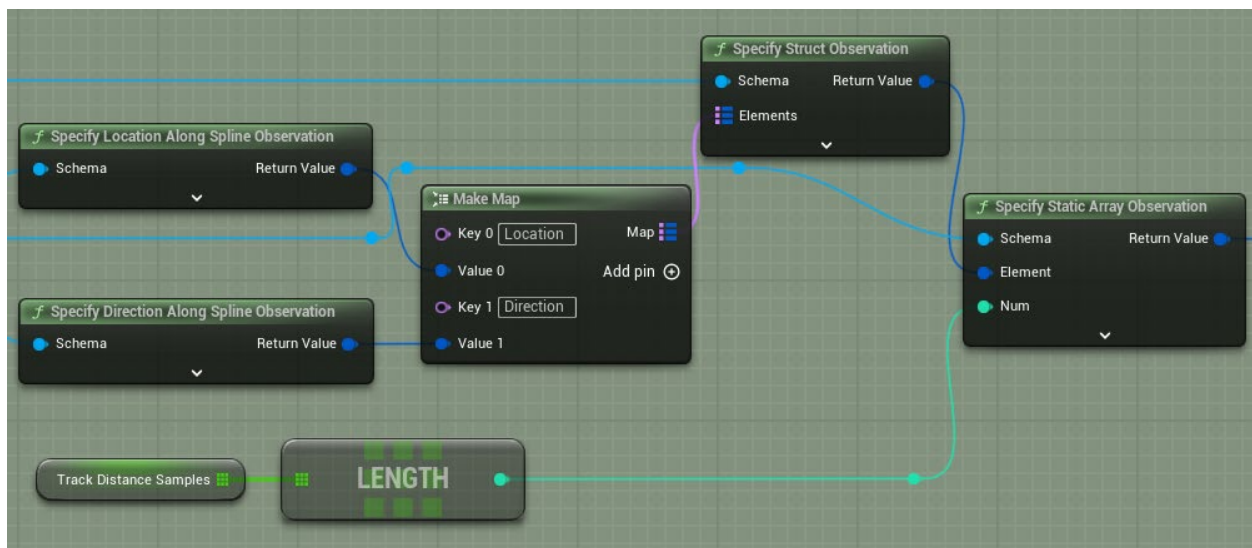 f Specify Struct Observation
Schema Return Value
Elements
f Specify Location Along Spline Observation
Schema Return Value
Make Map
Key 0 Location Map
Value 0 Add pin
Key 1 Direction
Value 1
f Specify Direction Along Spline Observation
Schema Return Value
f Specify Static Array Observation
Schema Return Value
Element
Num
Track Distance Samples
LENGTH